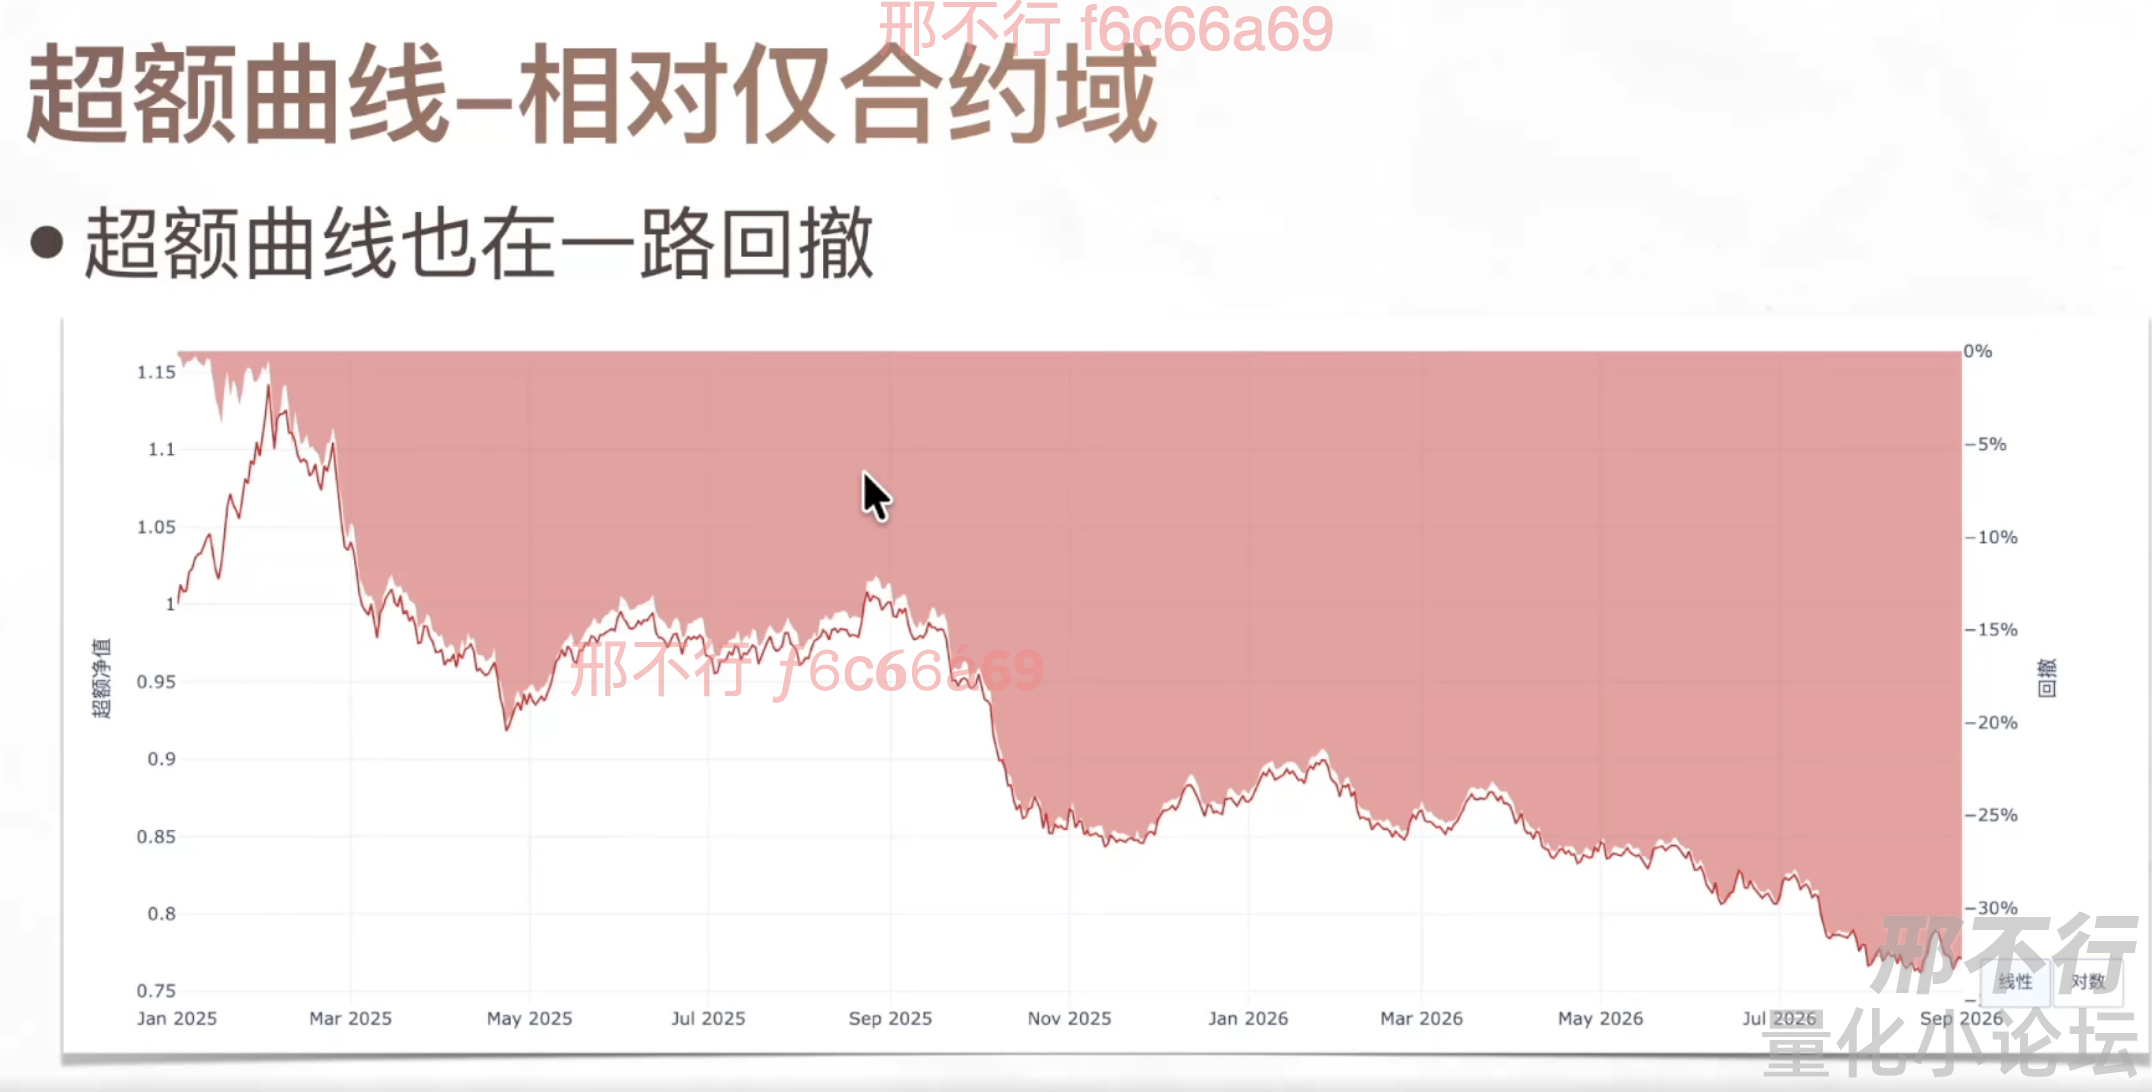 邢不行 f6c66a69
超额曲线–相对仅合约域
• 超额曲线也在一路回撤
1.15
1.1
1.05
1
0.95
0.9
0.85
0.8
0.75
超额净值
0%
−5%
−10%
−15%
−20%
−25%
−30%
回撤
邢不行 f6c66a69
Jan 2025
Mar 2025
May 2025
Jul 2025
Sep 2025
Nov 2025
Jan 2026
Mar 2026
May 2026
Jul 2026
Sep 2026
线性
对数
邢不行
量化小论坛